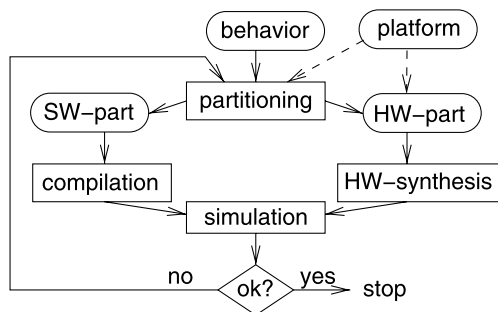 behavior
platform
partitioning
SW-part
HW-part
compilation
HW-synthesis
simulation
no
ok?
yes
stop